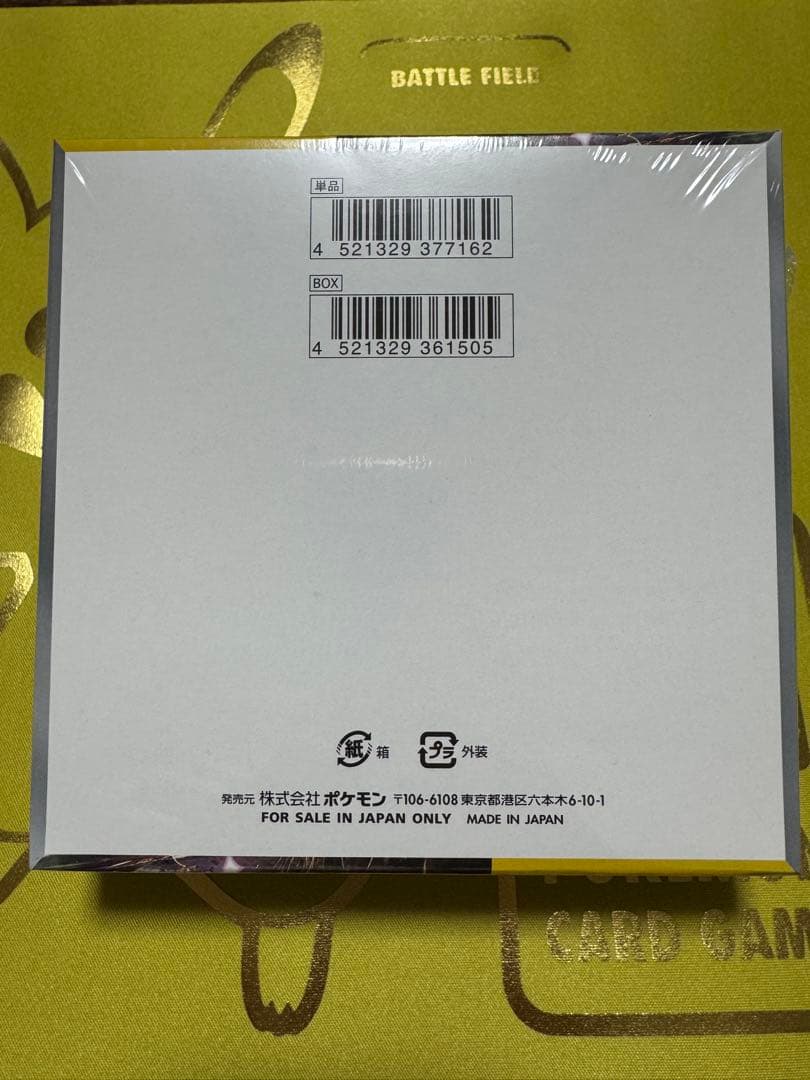 BATTLE FIELD
単品
4 521329 377162
BOX
4 521329 361505
紙 箱 プラ 外装
発売元 株式会社 ポケモン 〒106-6108 東京都港区六本木6-10-1
FOR SALE IN JAPAN ONLY MADE IN JAPAN
CARD GAM